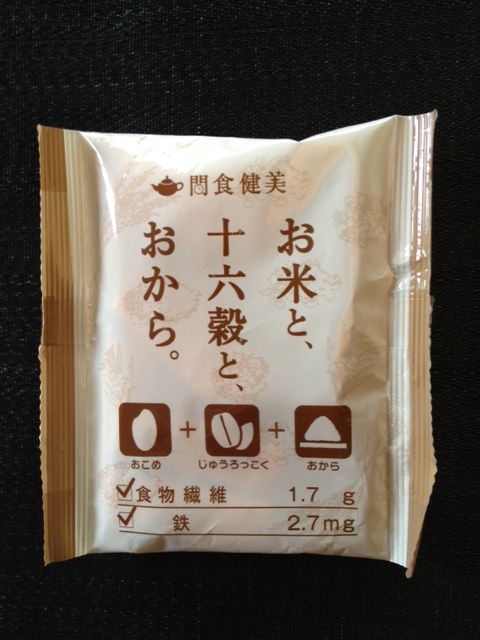 間食健美
お米と、
十六穀と、
おから。
+
+
おこめ
じゅうろっこく
おから
食物繊維 1.7 g
鉄 2.7mg